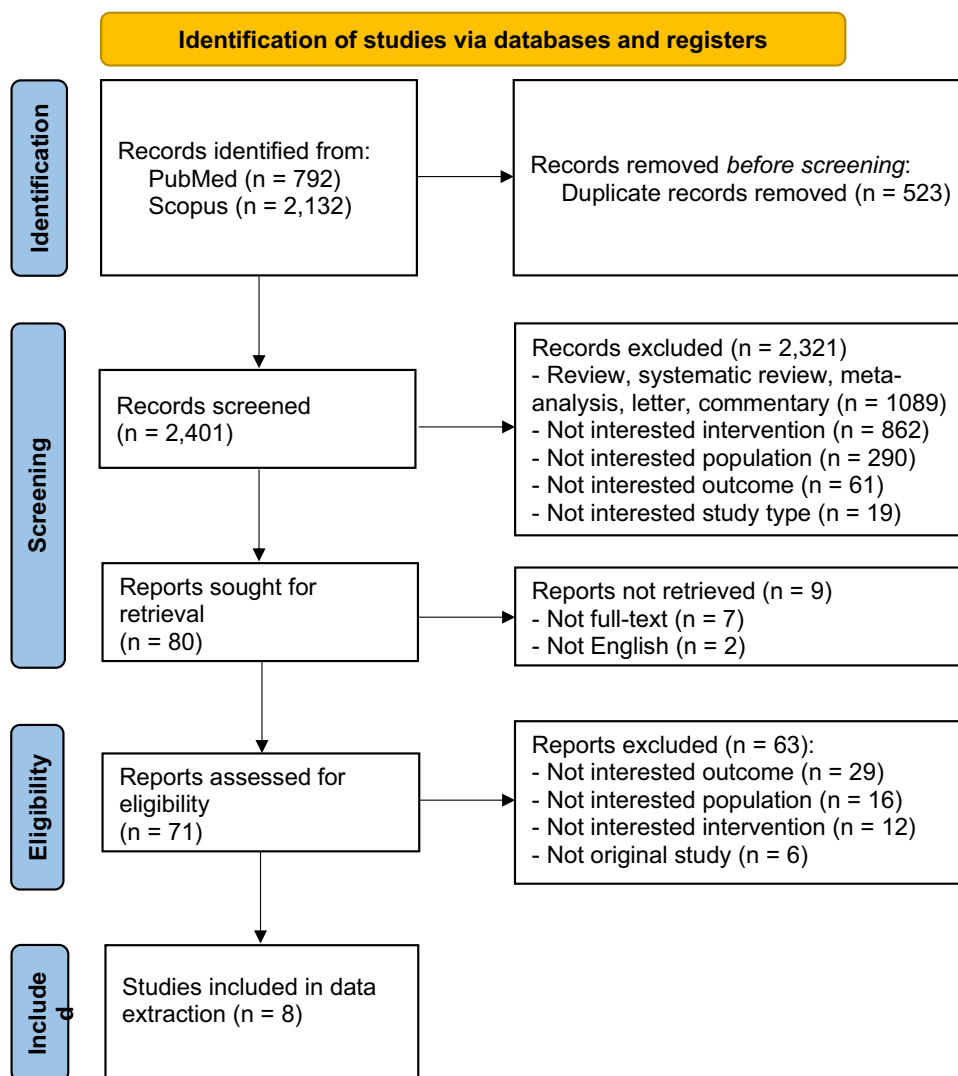 Identification of studies via databases and registers
Identification
Records identified from:
PubMed (n = 792)
Scopus (n = 2,132)
Records removed before screening:
Duplicate records removed (n = 523)
Screening
Records screened
(n = 2,401)
Records excluded (n = 2,321)
- Review, systematic review, meta-
analysis, letter, commentary (n = 1089)
- Not interested intervention (n = 862)
- Not interested population (n = 290)
- Not interested outcome (n = 61)
- Not interested study type (n = 19)
Reports sought for
retrieval
(n = 80)
Reports not retrieved (n = 9)
- Not full-text (n = 7)
- Not English (n = 2)
Eligibility
Reports assessed for
eligibility
(n = 71)
Reports excluded (n = 63):
- Not interested outcome (n = 29)
- Not interested population (n = 16)
- Not interested intervention (n = 12)
- Not original study (n = 6)
Include
d
Studies included in data
extraction (n = 8)